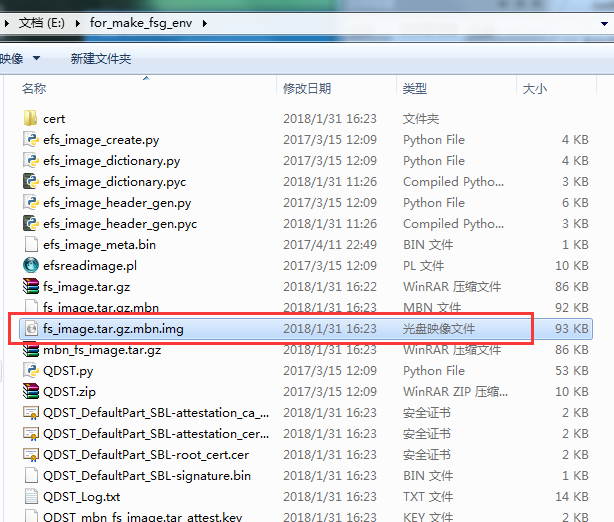 文档 (E:) ▸ for_make_fsg_env ▸
映像 新建文件夹
名称 修改日期 类型 大小
cert 2018/1/31 16:23 文件夹
efs_image_create.py 2017/3/15 12:09 Python File 4 KB
efs_image_dictionary.py 2017/3/15 12:09 Python File 4 KB
efs_image_dictionary.pyc 2018/1/31 11:26 Compiled Pytho... 3 KB
efs_image_header_gen.py 2017/3/15 12:09 Python File 6 KB
efs_image_header_gen.pyc 2018/1/31 11:26 Compiled Pytho... 3 KB
efs_image_meta.bin 2017/4/11 22:49 BIN 文件 1 KB
efsreadimage.pl 2017/3/15 12:09 PL 文件 23 KB
fs_image.tar.gz 2018/1/31 16:22 WinRAR 压缩文件 86 KB
fs_image.tar.gz.mbn 2018/1/31 16:23 MBN 文件 92 KB
fs_image.tar.gz.mbn.img 2018/1/31 16:23 光盘映像文件 93 KB
mbn_fs_image.tar.gz 2018/1/31 16:23 WinRAR 压缩文件 86 KB
QDST.py 2017/3/15 12:09 Python File 53 KB
QDST.zip 2017/3/15 12:09 WinRAR ZIP 压缩... 10 KB
QDST_DefaultPart_SBL-attestation_ca_... 2018/1/31 16:23 安全证书 2 KB
QDST_DefaultPart_SBL-attestation_cer... 2018/1/31 16:23 安全证书 2 KB
QDST_DefaultPart_SBL-root_cert.cer 2018/1/31 16:23 安全证书 2 KB
QDST_DefaultPart_SBL-signature.bin 2018/1/31 16:23 BIN 文件 1 KB
QDST_Log.txt 2018/1/31 16:23 TXT 文件 14 KB
QDST_mbn_fs_image.tar_attest.key 2018/1/31 16:23 KEY 文件 2 KB